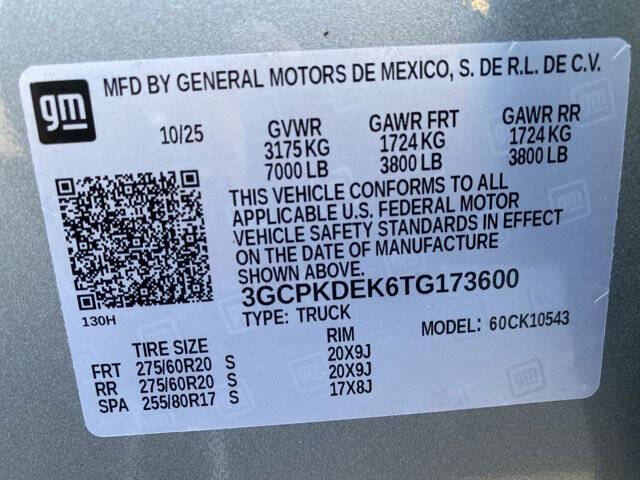 gm
MFD BY GENERAL MOTORS DE MEXICO, S. DE R.L. DE C.V.
10/25 GVWR GAWR FRT GAWR RR
3175 KG 1724 KG 1724 KG
7000 LB 3800 LB 3800 LB
THIS VEHICLE CONFORMS TO ALL
APPLICABLE U.S. FEDERAL MOTOR
VEHICLE SAFETY STANDARDS IN EFFECT
ON THE DATE OF MANUFACTURE
SHOWN ABOVE.
3GCPKDEK6TG173600
130H
TYPE: TRUCK MODEL: 60CK10543
TIRE SIZE RIM
FRT 275/60R20 S 20X9J
RR 275/60R20 S 20X9J
SPA 255/80R17 S 17X8J